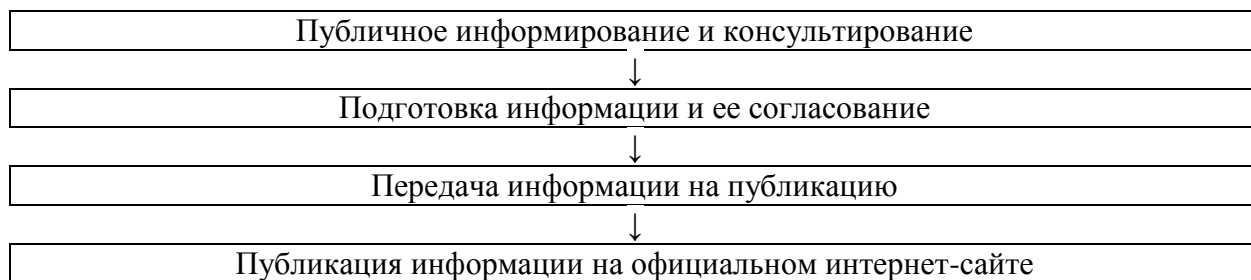 Публичное информирование и консультирование
↓
Подготовка информации и ее согласование
↓
Передача информации на публикацию
↓
Публикация информации на официальном интернет-сайте